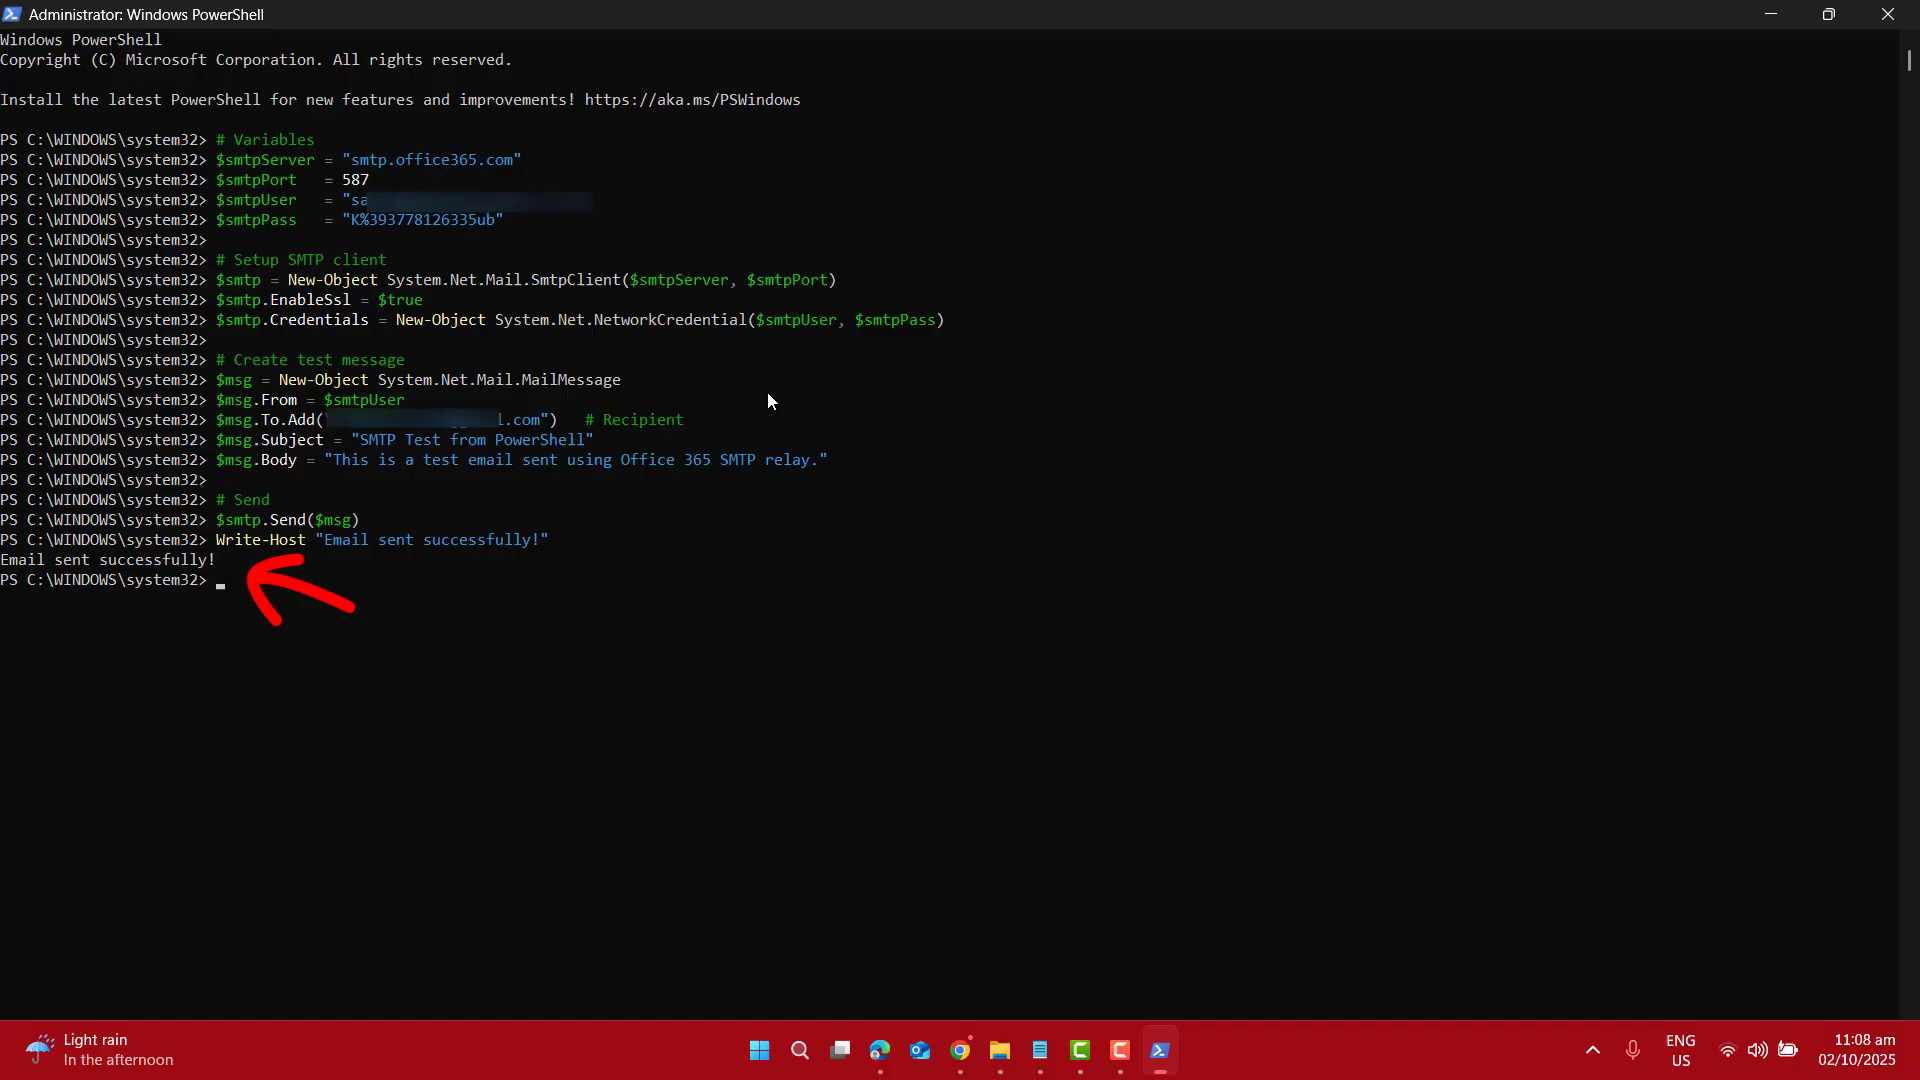 Administrator: Windows PowerShell
Windows PowerShell
Copyright (C) Microsoft Corporation. All rights reserved.
Install the latest PowerShell for new features and improvements! https://aka.ms/PSWindows
PS C:\WINDOWS\system32> # Variables
PS C:\WINDOWS\system32> $smtpServer = "smtp.office365.com"
PS C:\WINDOWS\system32> $smtpPort   = 587
PS C:\WINDOWS\system32> $smtpUser   = "sa
PS C:\WINDOWS\system32> $smtpPass   = "K%393778126335ub"
PS C:\WINDOWS\system32>
PS C:\WINDOWS\system32> # Setup SMTP client
PS C:\WINDOWS\system32> $smtp = New-Object System.Net.Mail.SmtpClient($smtpServer, $smtpPort)
PS C:\WINDOWS\system32> $smtp.EnableSsl = $true
PS C:\WINDOWS\system32> $smtp.Credentials = New-Object System.Net.NetworkCredential($smtpUser, $smtpPass)
PS C:\WINDOWS\system32>
PS C:\WINDOWS\system32> # Create test message
PS C:\WINDOWS\system32> $msg = New-Object System.Net.Mail.MailMessage
PS C:\WINDOWS\system32> $msg.From = $smtpUser
PS C:\WINDOWS\system32> $msg.To.Add( l.com")   # Recipient
PS C:\WINDOWS\system32> $msg.Subject = "SMTP Test from PowerShell"
PS C:\WINDOWS\system32> $msg.Body = "This is a test email sent using Office 365 SMTP relay."
PS C:\WINDOWS\system32>
PS C:\WINDOWS\system32> # Send
PS C:\WINDOWS\system32> $smtp.Send($msg)
PS C:\WINDOWS\system32> Write-Host "Email sent successfully!"
Email sent successfully!
PS C:\WINDOWS\system32>
Light rain
In the afternoon
ENG
US
11:08 am
02/10/2025